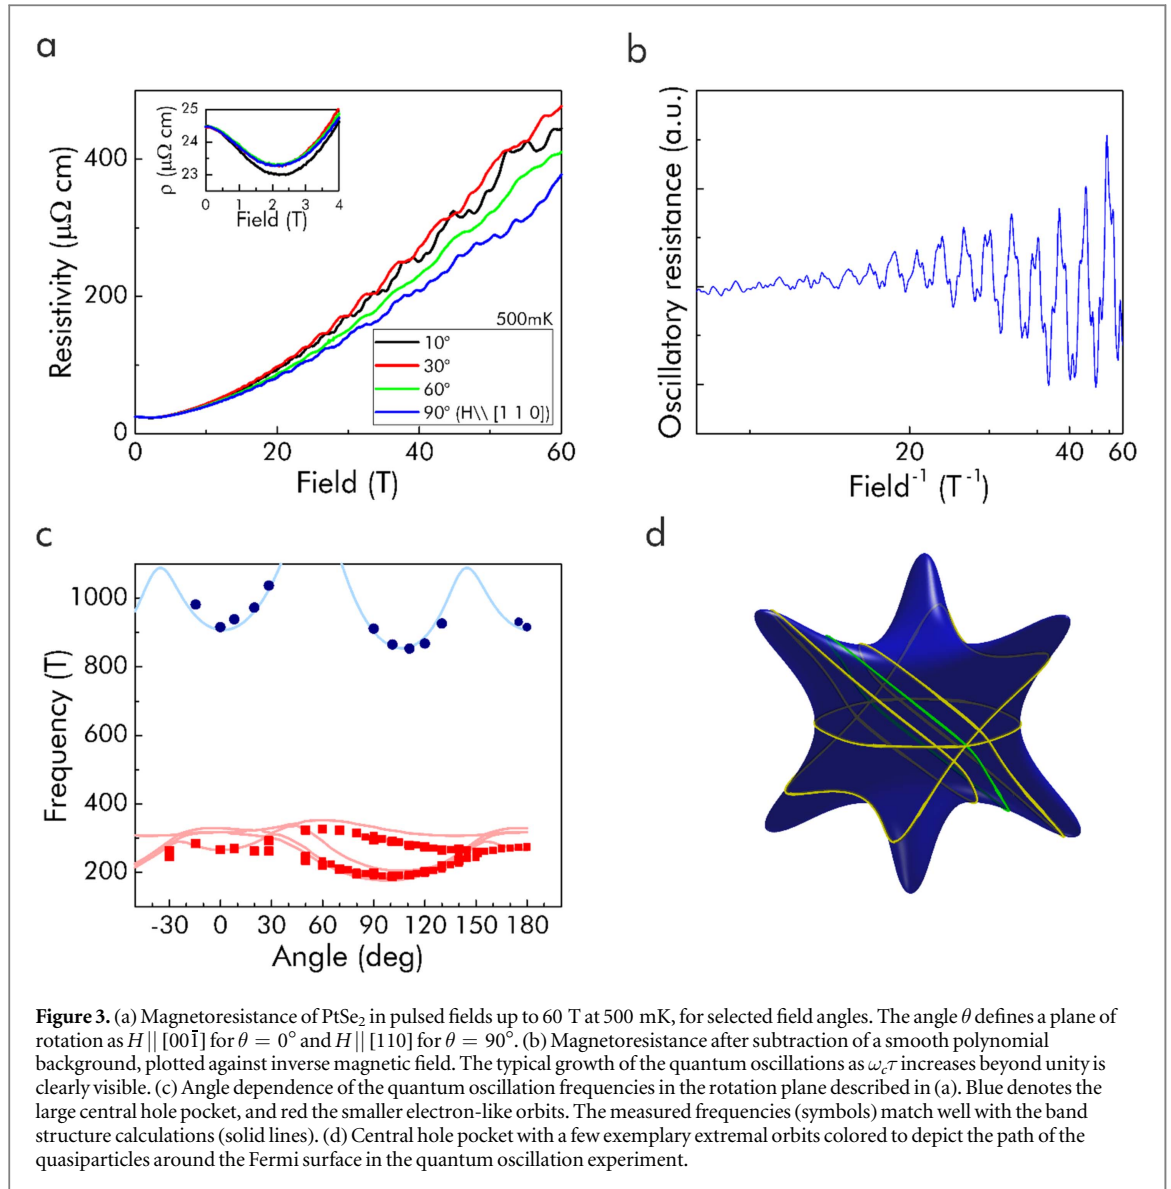 a
b
Resistivity (μΩ cm)
400
200
0
0
20
40
60
Field (T)
ρ (μΩ cm)
25
24
23
0
1
2
3
4
Field (T)
500mK
10°
30°
60°
90° (H\\ [1 1 0])
Oscillatory resistance (a.u.)
20
40
60
Field⁻¹ (T⁻¹)
c
d
Frequency (T)
1000
800
600
400
200
-30
0
30
60
90
120
150
180
Angle (deg)
Figure 3. (a) Magnetoresistance of PtSe₂ in pulsed fields up to 60 T at 500 mK, for selected field angles. The angle θ defines a plane of
rotation as H || [001̄] for θ = 0° and H || [110] for θ = 90°. (b) Magnetoresistance after subtraction of a smooth polynomial
background, plotted against inverse magnetic field. The typical growth of the quantum oscillations as ω_cτ increases beyond unity is
clearly visible. (c) Angle dependence of the quantum oscillation frequencies in the rotation plane described in (a). Blue denotes the
large central hole pocket, and red the smaller electron-like orbits. The measured frequencies (symbols) match well with the band
structure calculations (solid lines). (d) Central hole pocket with a few exemplary extremal orbits colored to depict the path of the
quasiparticles around the Fermi surface in the quantum oscillation experiment.